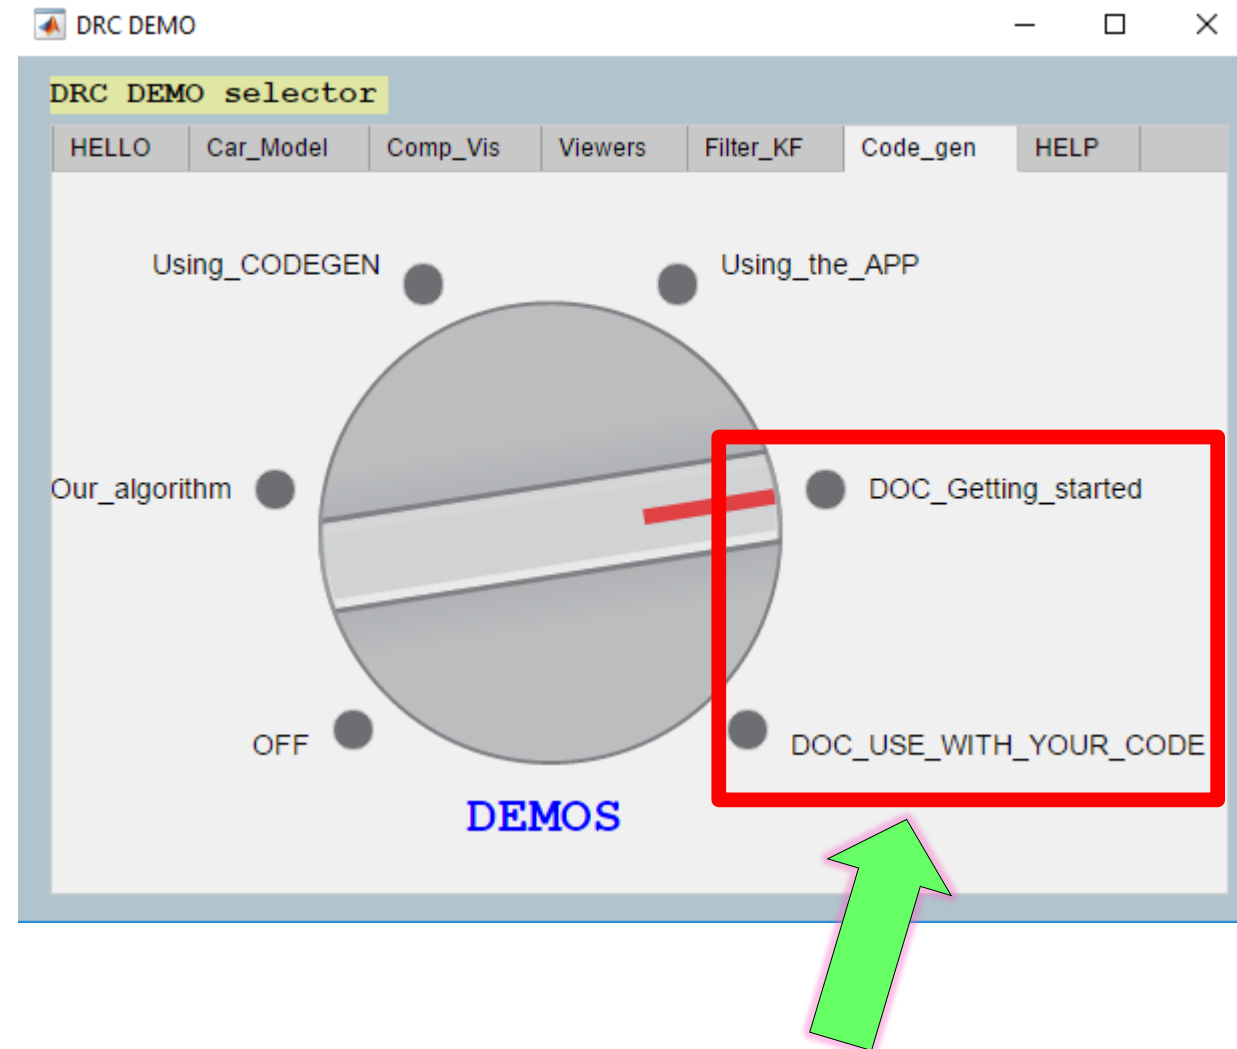 DRC DEMO
DRC DEMO selector
HELLO Car_Model Comp_Vis Viewers Filter_KF Code_gen HELP
Using_CODEGEN Using_the_APP
Our_algorithm DOC_Getting_started
OFF DOC_USE_WITH_YOUR_CODE
DEMOS